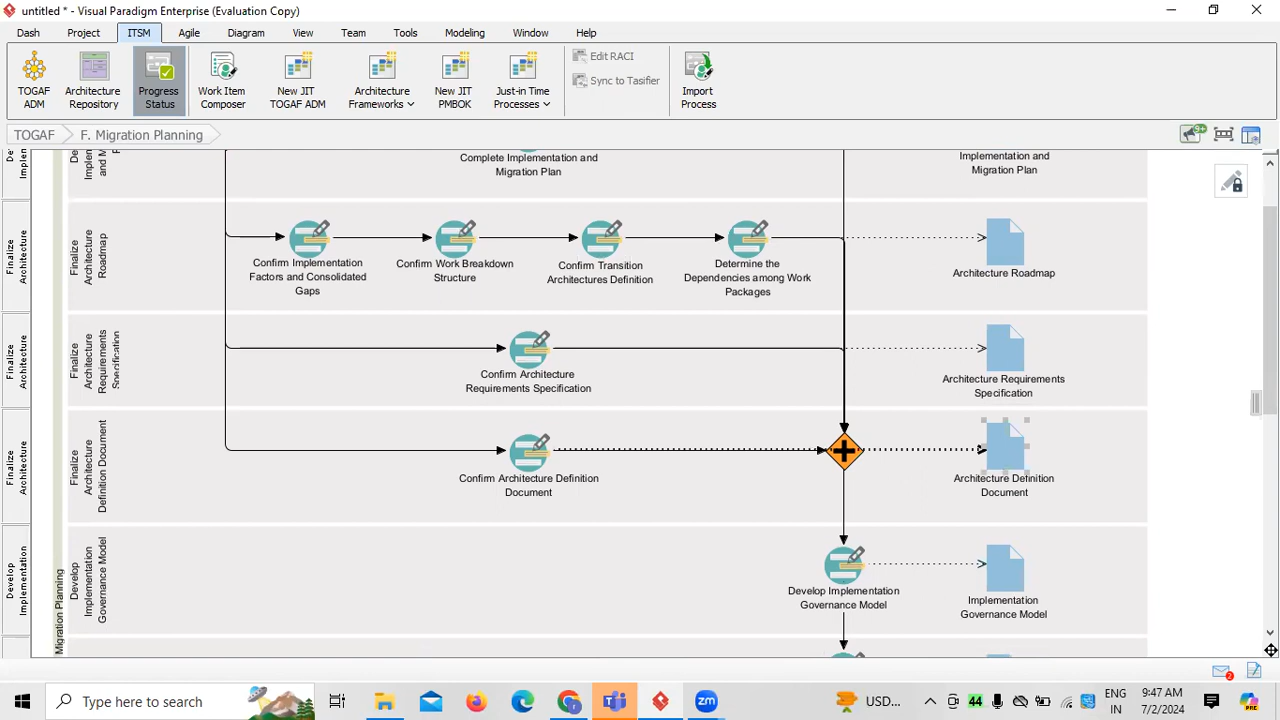 untitled * - Visual Paradigm Enterprise (Evaluation Copy)
Dash Project ITSM Agile Diagram View Team Tools Modeling Window Help
TOGAF
ADM
Architecture
Repository
Progress
Status
Work Item
Composer
New JIT
TOGAF ADM
Architecture
Frameworks
New JIT
PMBOK
Just-in Time
Processes
Edit RACI
Sync to Tasifier
Import
Process
TOGAF
F. Migration Planning
9+
Complete Implementation and
Migration Plan
Implementation and
Migration Plan
Implem
and M
Finalize
Architecture
Finalize
Architecture
Roadmap
Confirm Implementation
Factors and Consolidated
Gaps
Confirm Work Breakdown
Structure
Confirm Transition
Architectures Definition
Determine the
Dependencies among Work
Packages
Architecture Roadmap
Finalize
Architecture
Finalize
Architecture
Requirements
Specification
Confirm Architecture
Requirements Specification
Architecture Requirements
Specification
Finalize
Architecture
Finalize
Architecture
Definition Document
Confirm Architecture Definition
Document
Architecture Definition
Document
Develop
Implementation
Migration Planning
Develop
Implementation
Governance Model
Develop Implementation
Governance Model
Implementation
Governance Model
2
Type here to search
USD...
44
ENG
IN
9:47 AM
7/2/2024
PRE